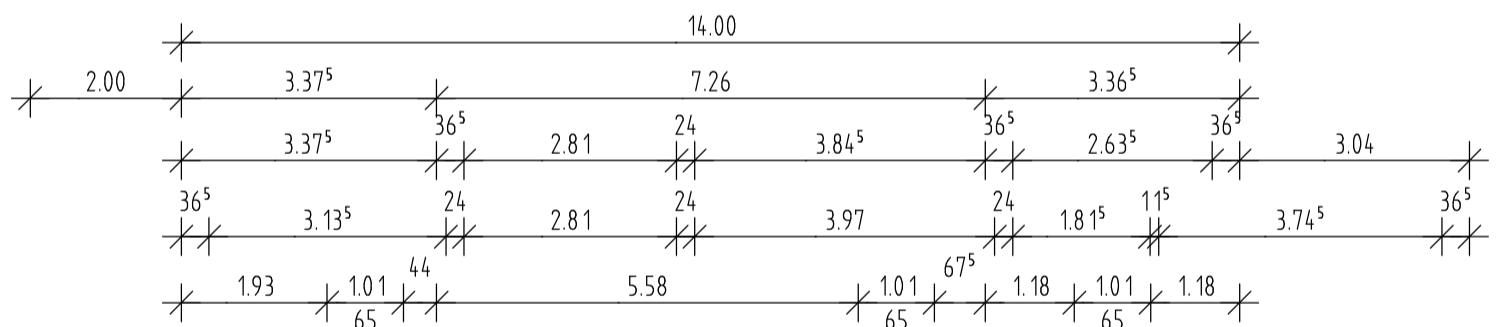 14.00
2.00 3.37⁵ 7.26 3.36⁵
36⁵ 24 36⁵ 36⁵
3.37⁵ 2.81 3.84⁵ 2.63⁵ 3.04
36⁵ 24 24 24 11⁵ 36⁵
3.13⁵ 2.81 3.97 1.81⁵ 3.74⁵
44 67⁵
1.93 1.01 5.58 1.01 1.18 1.01 1.18
65 65 65